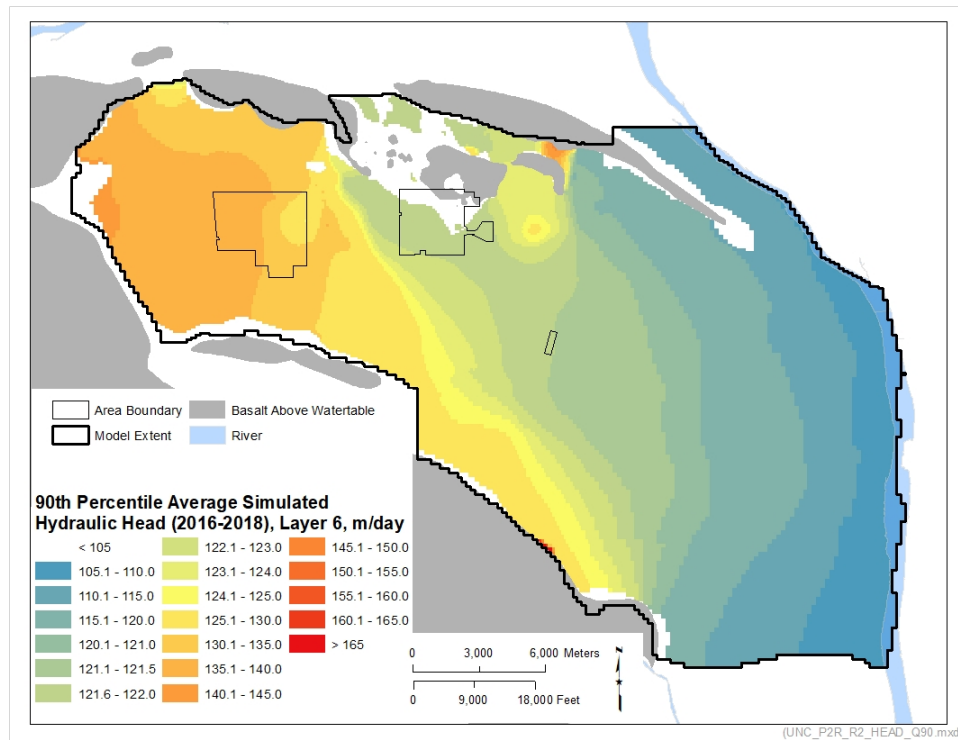 Area Boundary
Basalt Above Watertable
Model Extent
River
90th Percentile Average Simulated
Hydraulic Head (2016-2018), Layer 6, m/day
< 105
105.1 - 110.0
110.1 - 115.0
115.1 - 120.0
120.1 - 121.0
121.1 - 121.5
121.6 - 122.0
122.1 - 123.0
123.1 - 124.0
124.1 - 125.0
125.1 - 130.0
130.1 - 135.0
135.1 - 140.0
140.1 - 145.0
145.1 - 150.0
150.1 - 155.0
155.1 - 160.0
160.1 - 165.0
> 165
0 3,000 6,000 Meters
0 9,000 18,000 Feet
N
(UNC_P2R_R2_HEAD_Q90.mxd